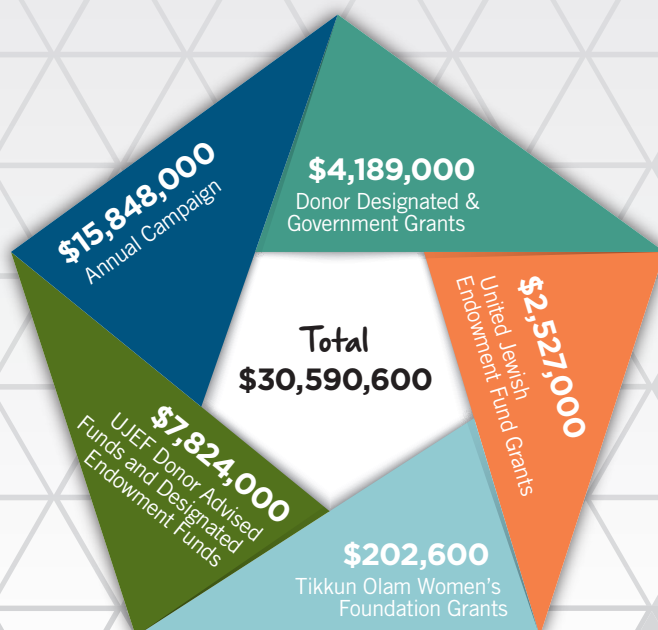 $15,848,000
Annual Campaign
$4,189,000
Donor Designated &
Government Grants
$2,527,000
United Jewish
Endowment Fund Grants
Total
$30,590,600
$7,824,000
UJEF Donor Advised
Funds and Designated
Endowment Funds
$202,600
Tikkun Olam Women's
Foundation Grants